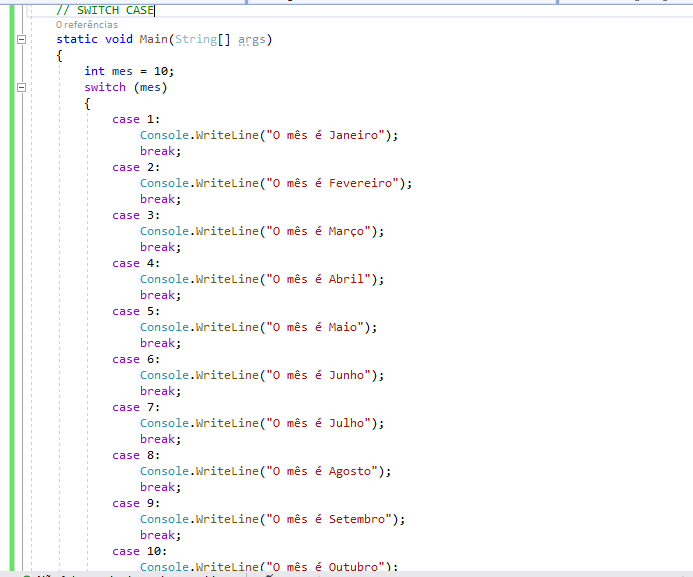 // SWITCH CASE
0 referências
static void Main(String[] args)
{
int mes = 10;
switch (mes)
{
case 1:
Console.WriteLine("O mês é Janeiro");
break;
case 2:
Console.WriteLine("O mês é Fevereiro");
break;
case 3:
Console.WriteLine("O mês é Março");
break;
case 4:
Console.WriteLine("O mês é Abril");
break;
case 5:
Console.WriteLine("O mês é Maio");
break;
case 6:
Console.WriteLine("O mês é Junho");
break;
case 7:
Console.WriteLine("O mês é Julho");
break;
case 8:
Console.WriteLine("O mês é Agosto");
break;
case 9:
Console.WriteLine("O mês é Setembro");
break;
case 10:
Console.WriteLine("O mês é Outubro");